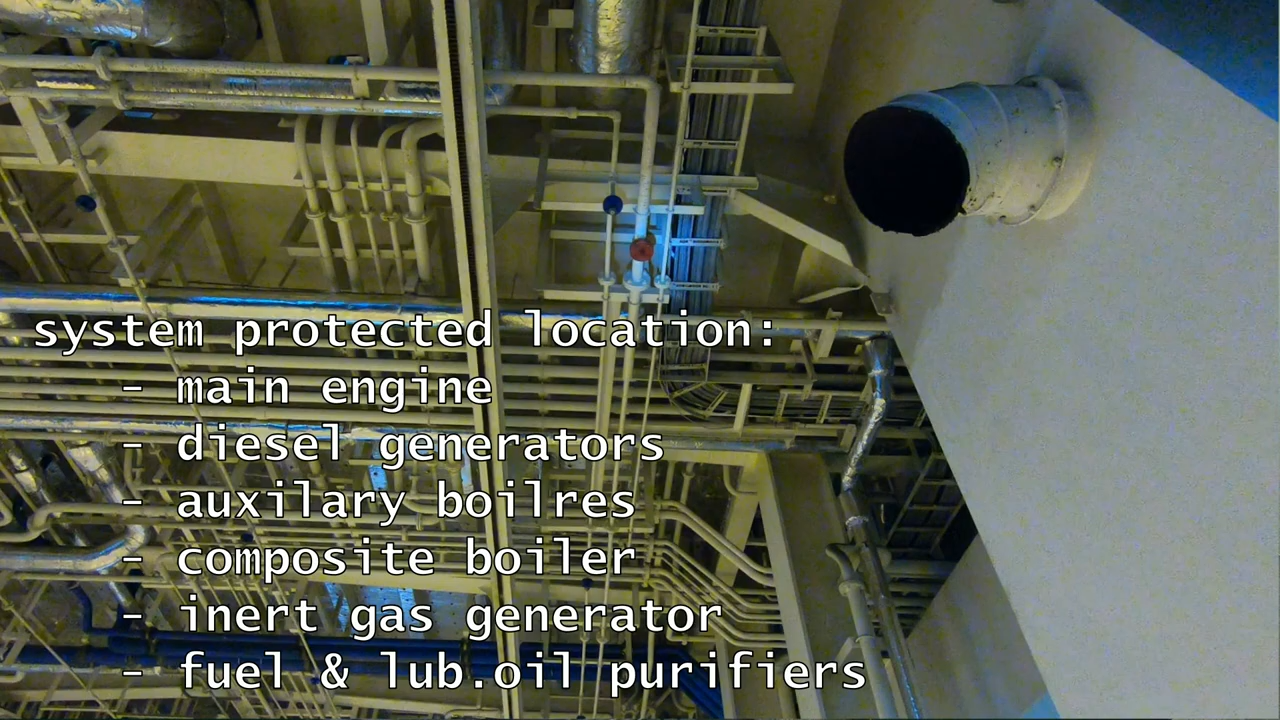 system protected location:
- main engine
- diesel generators
- auxilary boilres
- composite boiler
- inert gas generator
- fuel & lub.oil purifiers